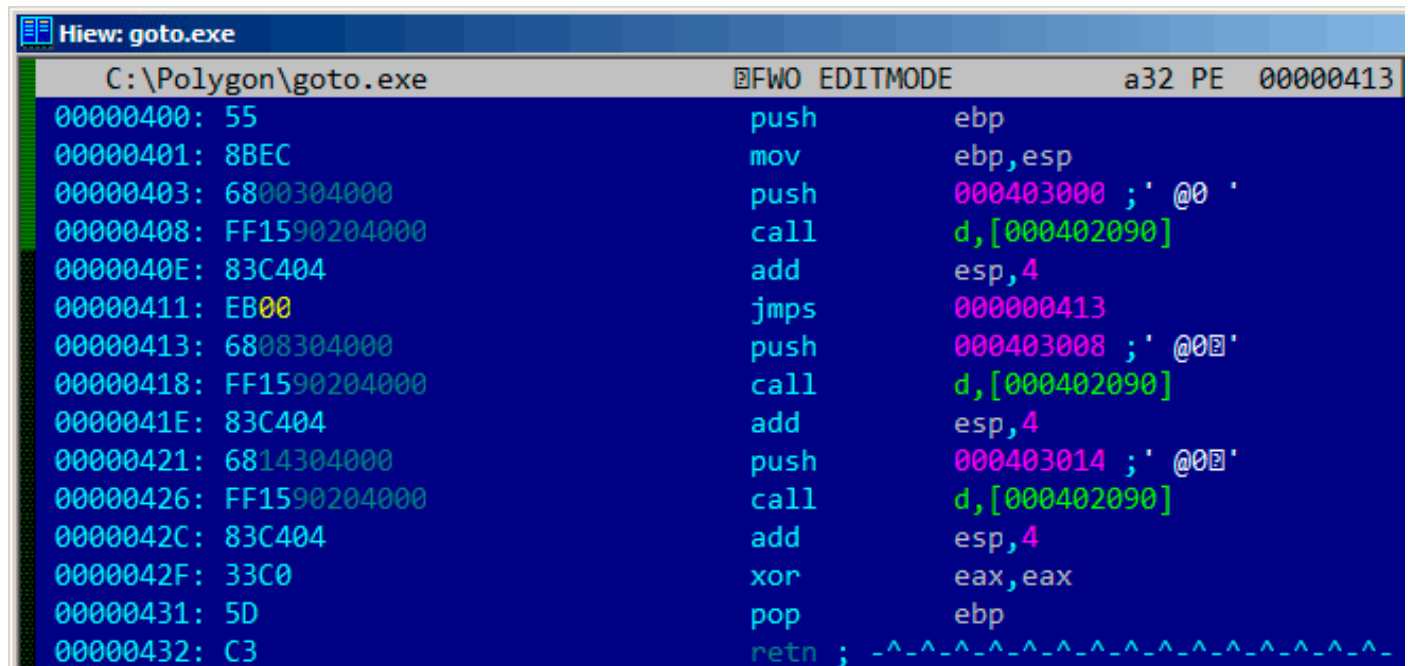 Hiew: goto.exe
C:\Polygon\goto.exe FWO EDITMODE a32 PE 00000413
00000400: 55 push ebp
00000401: 8BEC mov ebp,esp
00000403: 6800304000 push 000403000 ;' @0 '
00000408: FF1590204000 call d,[000402090]
0000040E: 83C404 add esp,4
00000411: EB00 jmps 000000413
00000413: 6808304000 push 000403008 ;' @0⍰'
00000418: FF1590204000 call d,[000402090]
0000041E: 83C404 add esp,4
00000421: 6814304000 push 000403014 ;' @0⍰'
00000426: FF1590204000 call d,[000402090]
0000042C: 83C404 add esp,4
0000042F: 33C0 xor eax,eax
00000431: 5D pop ebp
00000432: C3 retn ; -^-^-^-^-^-^-^-^-^-^-^-^-^-^-^-